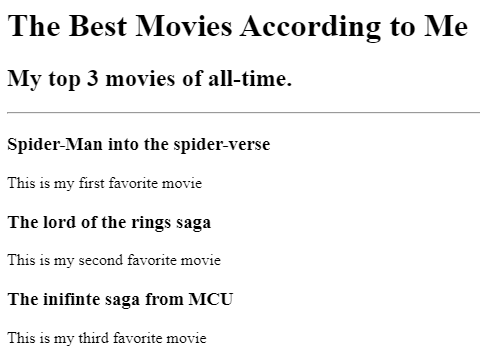 The Best Movies According to Me
My top 3 movies of all-time.
Spider-Man into the spider-verse
This is my first favorite movie
The lord of the rings saga
This is my second favorite movie
The inifinte saga from MCU
This is my third favorite movie